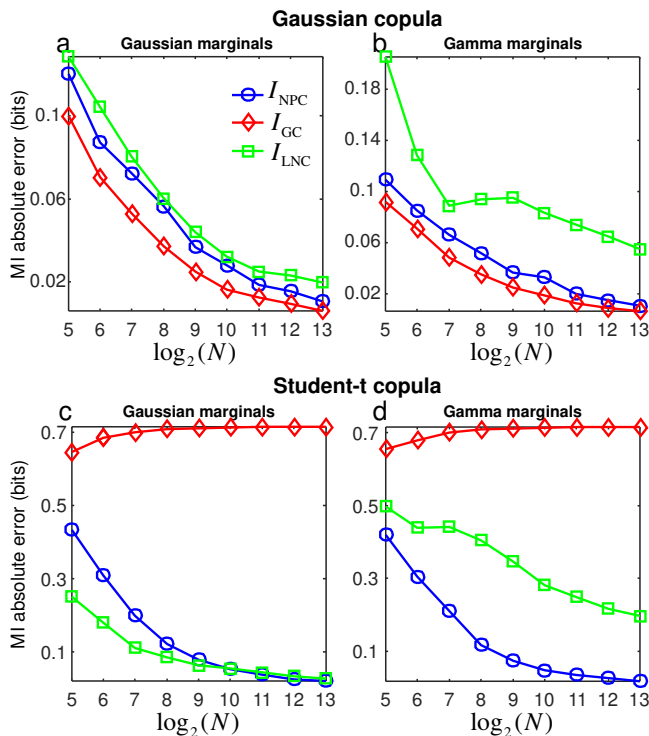 Gaussian copula
a Gaussian marginals
b Gamma marginals
MI absolute error (bits)
0.1
0.06
0.02
I_NPC
I_GC
I_LNC
5 6 7 8 9 10 11 12 13
log₂(N)
0.18
0.14
0.1
0.06
0.02
5 6 7 8 9 10 11 12 13
log₂(N)
Student-t copula
c Gaussian marginals
d Gamma marginals
MI absolute error (bits)
0.7
0.5
0.3
0.1
5 6 7 8 9 10 11 12 13
log₂(N)
0.7
0.5
0.3
0.1
5 6 7 8 9 10 11 12 13
log₂(N)